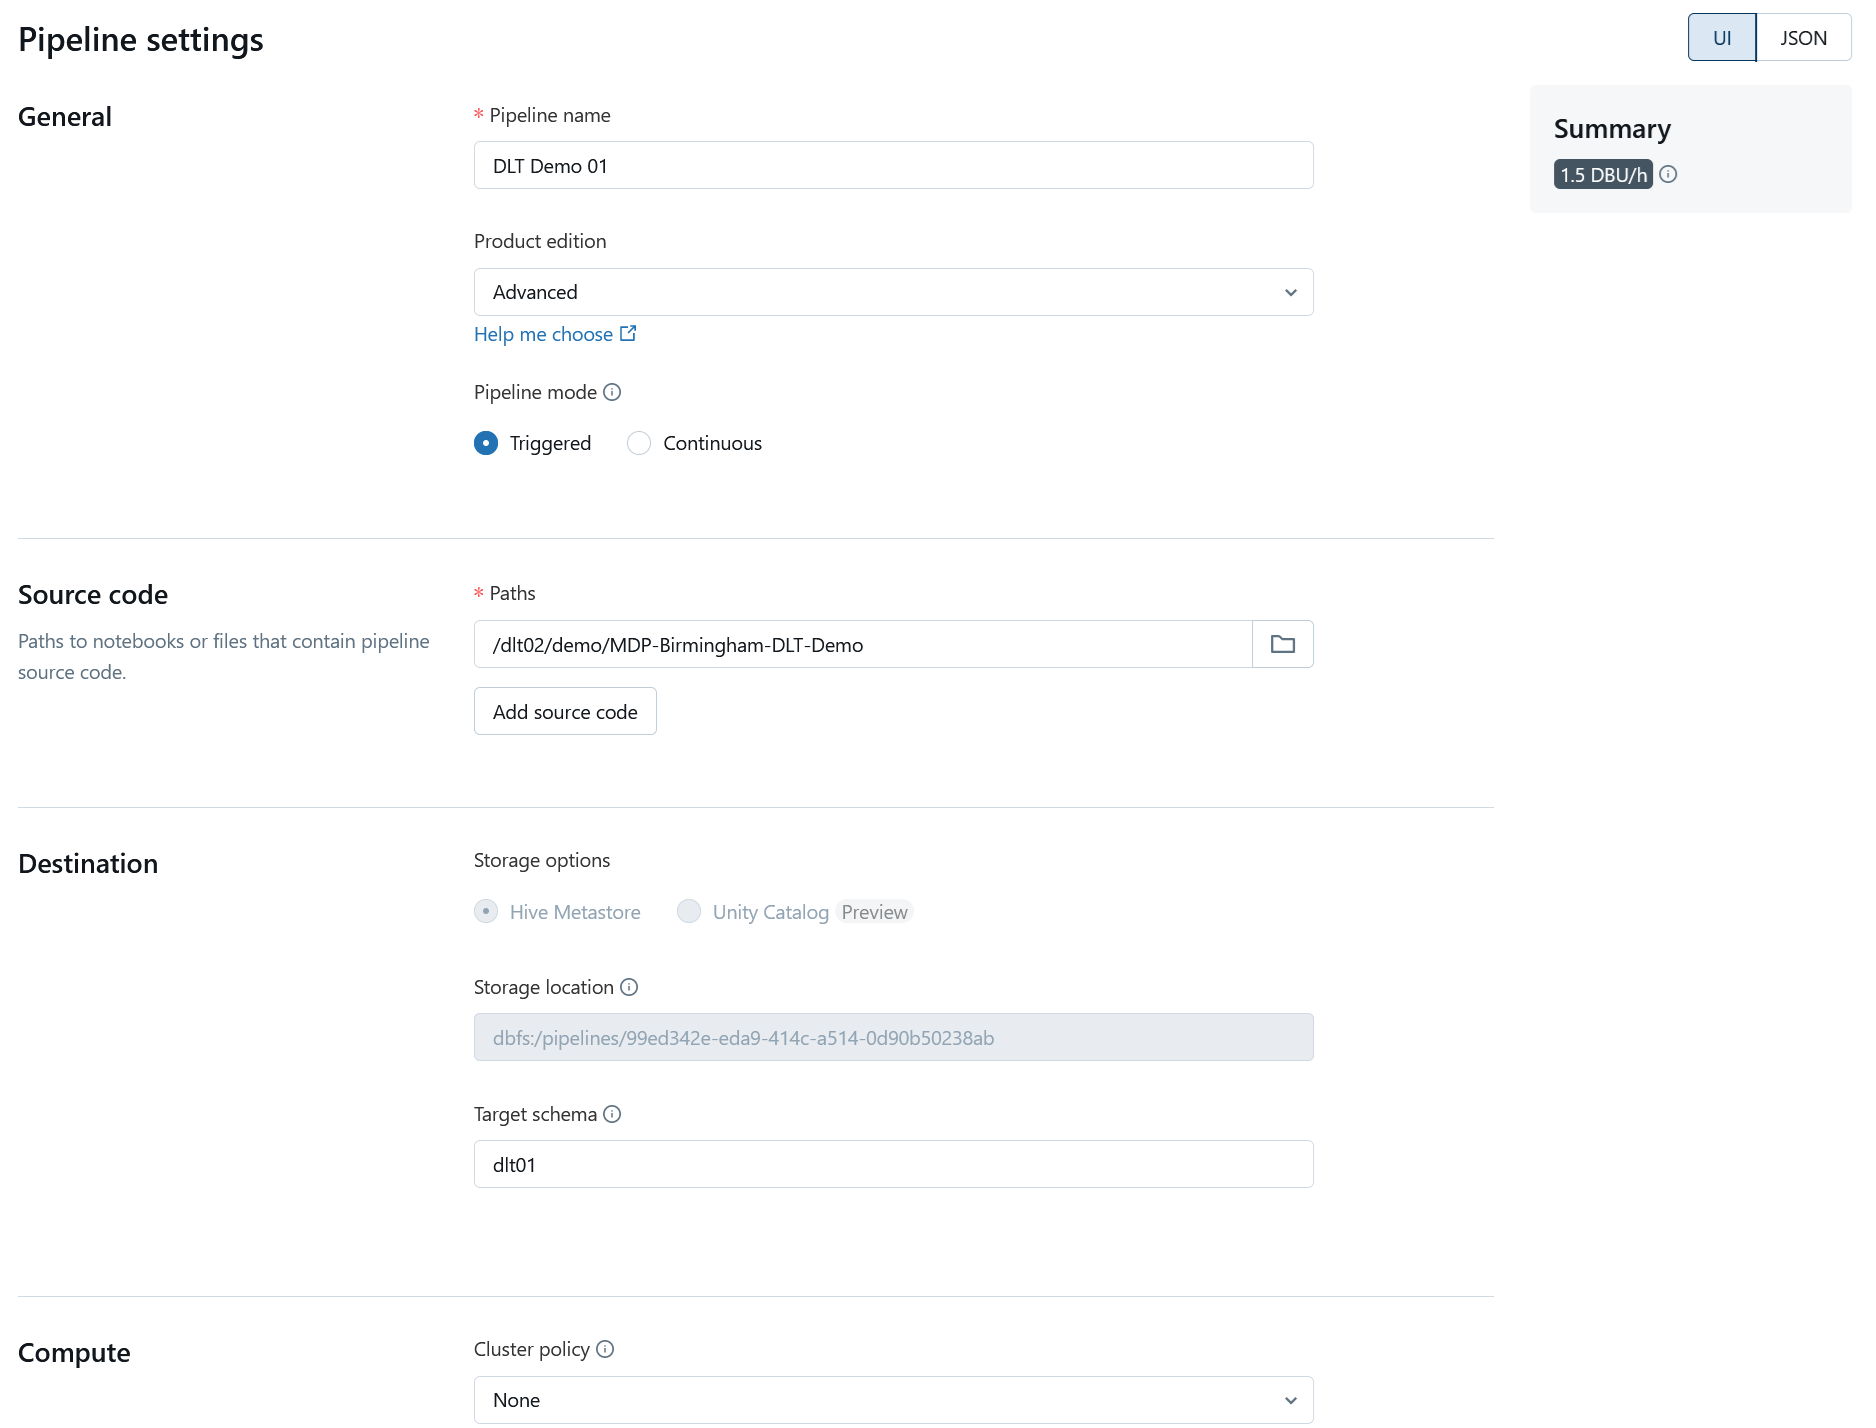 Pipeline settings
UI
JSON
General
* Pipeline name
DLT Demo 01
Summary
1.5 DBU/h
Product edition
Advanced
Help me choose
Pipeline mode
Triggered
Continuous
Source code
Paths to notebooks or files that contain pipeline
source code.
* Paths
/dlt02/demo/MDP-Birmingham-DLT-Demo
Add source code
Destination
Storage options
Hive Metastore
Unity Catalog Preview
Storage location
dbfs:/pipelines/99ed342e-eda9-414c-a514-0d90b50238ab
Target schema
dlt01
Compute
Cluster policy
None